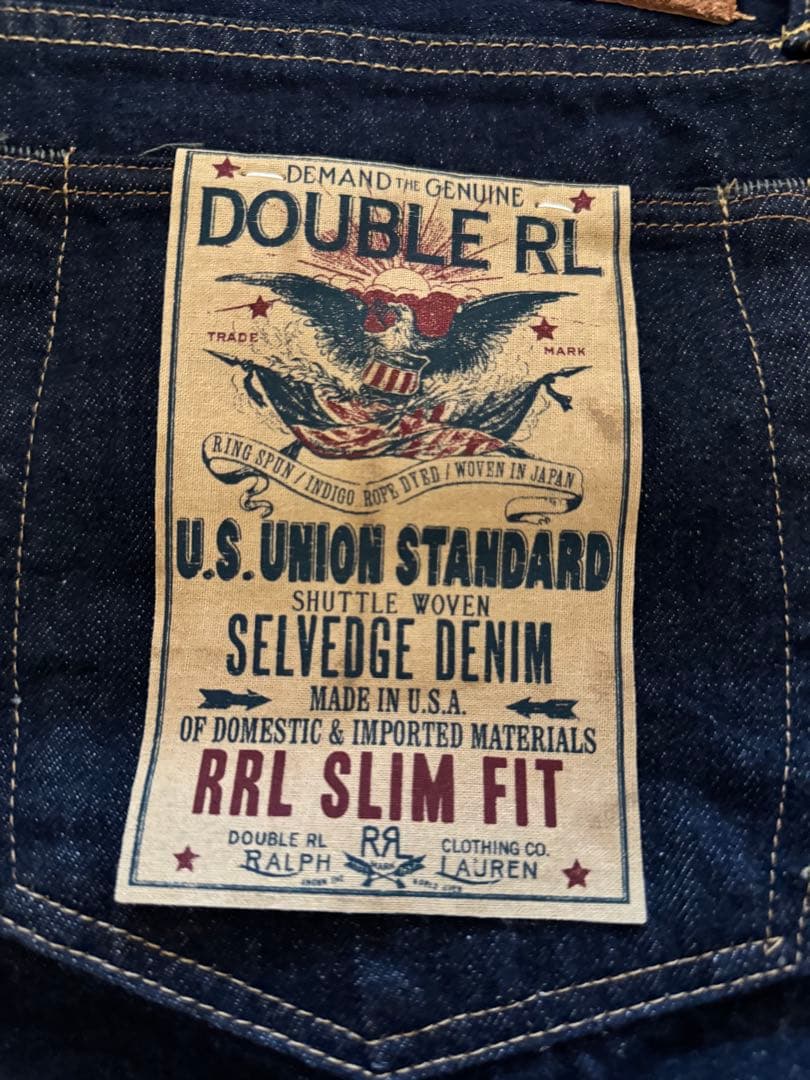 DEMAND THE GENUINE
DOUBLE RL
TRADE MARK
RING SPUN / INDIGO ROPE DYED / WOVEN IN JAPAN
U.S. UNION STANDARD
SHUTTLE WOVEN
SELVEDGE DENIM
MADE IN U.S.A.
OF DOMESTIC & IMPORTED MATERIALS
RRL SLIM FIT
DOUBLE RL RRL CLOTHING CO.
RALPH MARK LAUREN